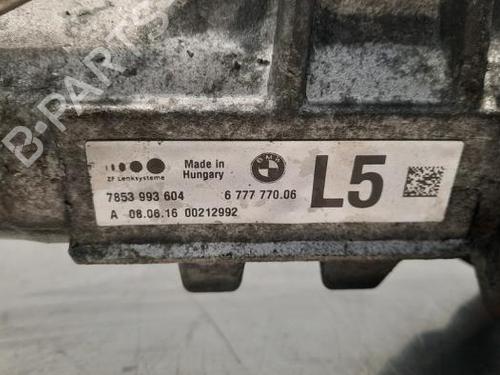 B-PARTS
ZF Lenksysteme
Made in
Hungary
BMW
L5
7853 993 604
6 777 770.06
A 08.06.16 00212992